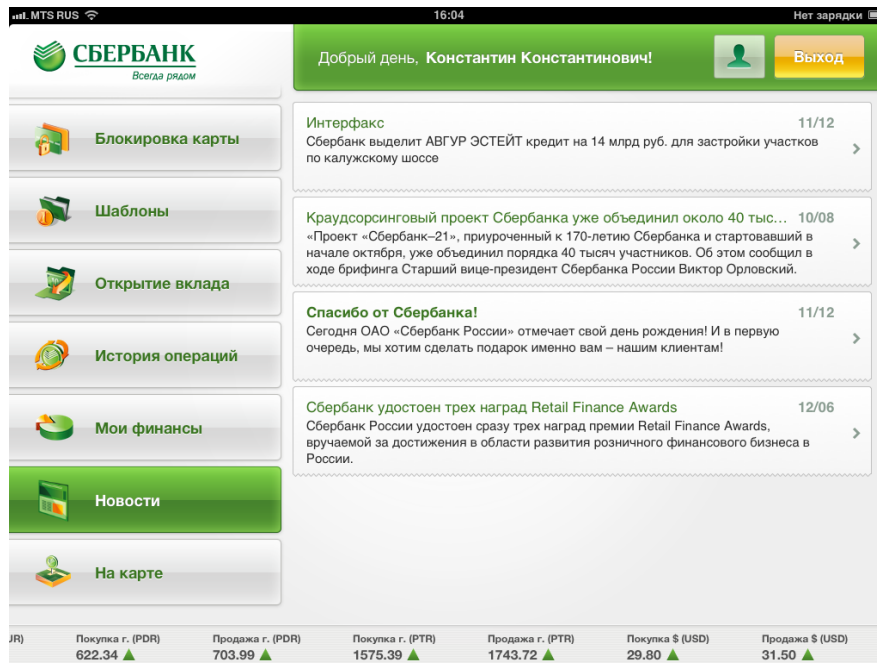 MTS RUS
16:04
Нет зарядки
СБЕРБАНК
Всегда рядом
Добрый день, Константин Константинович!
Выход
Блокировка карты
Шаблоны
Открытие вклада
История операций
Мои финансы
Новости
На карте
Интерфакс
11/12
Сбербанк выделит АВГУР ЭСТЕЙТ кредит на 14 млрд руб. для застройки участков
по калужскому шоссе
Краудсорсинговый проект Сбербанка уже объединил около 40 тыс...
10/08
«Проект «Сбербанк–21», приуроченный к 170-летию Сбербанка и стартовавший в
начале октября, уже объединил порядка 40 тысяч участников. Об этом сообщил в
ходе брифинга Старший вице-президент Сбербанка России Виктор Орловский.
Спасибо от Сбербанка!
11/12
Сегодня ОАО «Сбербанк России» отмечает свой день рождения! И в первую
очередь, мы хотим сделать подарок именно вам – нашим клиентам!
Сбербанк удостоен трех наград Retail Finance Awards
12/06
Сбербанк России удостоен сразу трех наград премии Retail Finance Awards,
вручаемой за достижения в области развития розничного финансового бизнеса в
России.
UR) Покупка г. (PDR) Продажа г. (PDR) Покупка г. (PTR) Продажа г. (PTR) Покупка $ (USD) Продажа $ (USD)
622.34 703.99 1575.39 1743.72 29.80 31.50